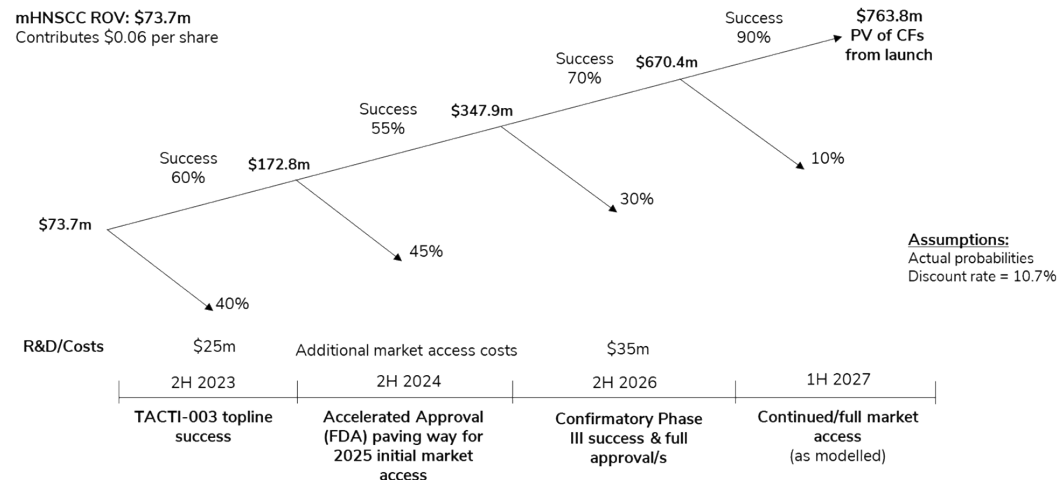 mHNSCC ROV: $73.7m
Contributes $0.06 per share
Success
90%
$763.8m
PV of CFs
from launch
Success
70%
$670.4m
Success
55%
$347.9m
Success
60%
$172.8m
$73.7m
10%
30%
45%
40%
Assumptions:
Actual probabilities
Discount rate = 10.7%
R&D/Costs
$25m
Additional market access costs
$35m
2H 2023
2H 2024
2H 2026
1H 2027
TACTI-003 topline
success
Accelerated Approval
(FDA) paving way for
2025 initial market
access
Confirmatory Phase
III success & full
approval/s
Continued/full market
access
(as modelled)